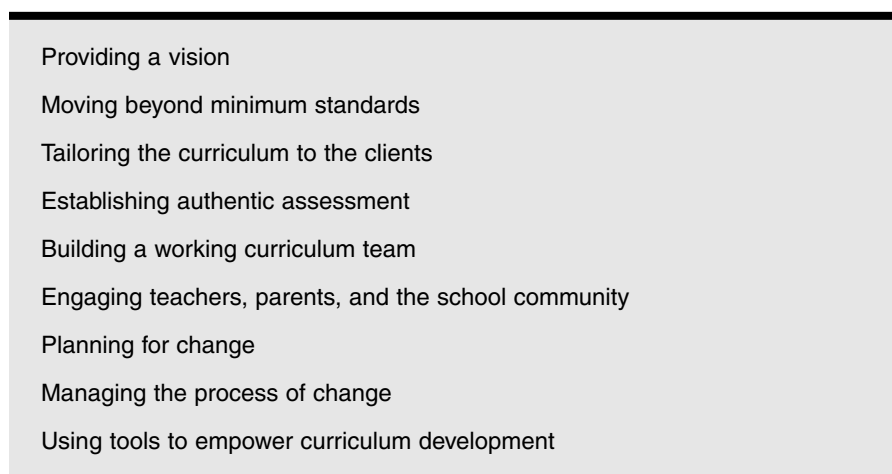 Providing a vision
Moving beyond minimum standards
Tailoring the curriculum to the clients
Establishing authentic assessment
Building a working curriculum team
Engaging teachers, parents, and the school community
Planning for change
Managing the process of change
Using tools to empower curriculum development